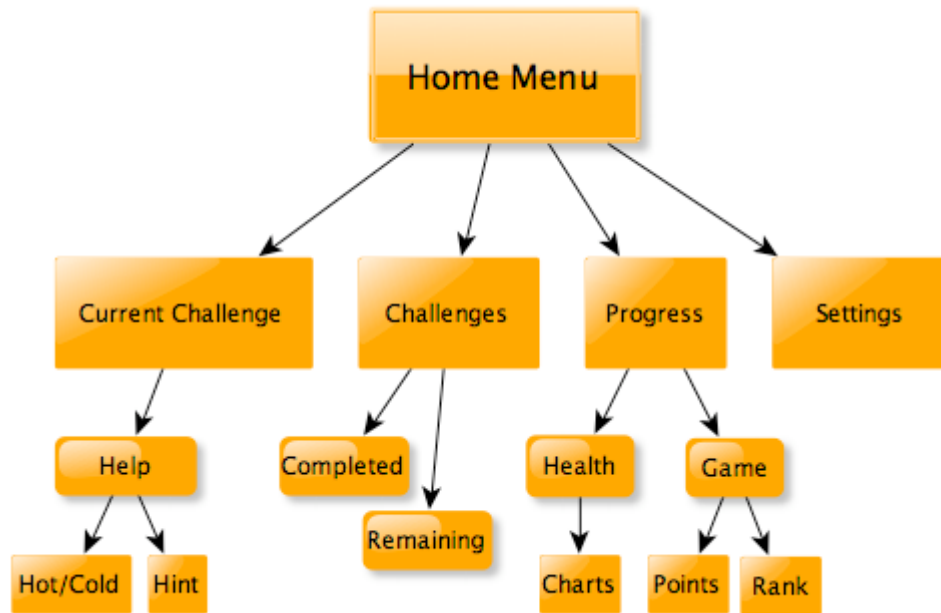 Home Menu
Current Challenge
Challenges
Progress
Settings
Help
Completed
Health
Game
Remaining
Hot/Cold
Hint
Charts
Points
Rank